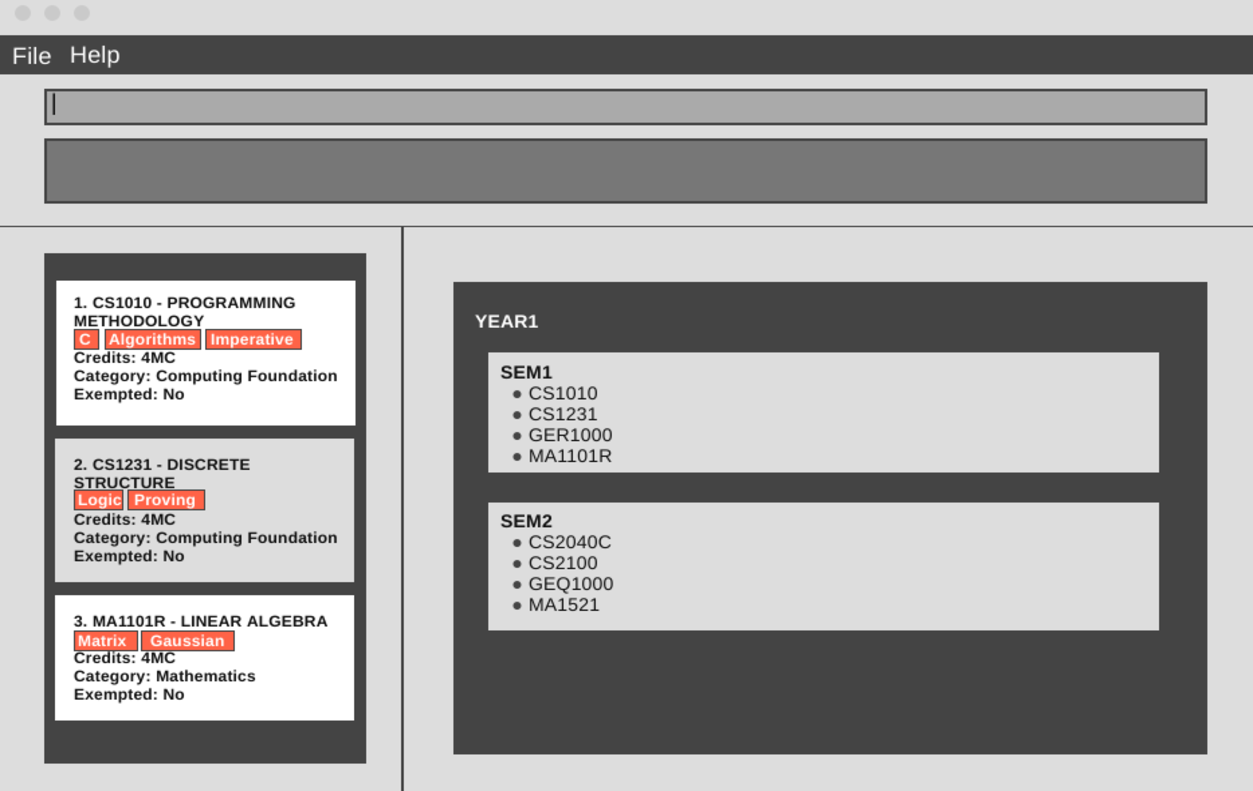 File Help
1. CS1010 - PROGRAMMING
METHODOLOGY
C Algorithms Imperative
Credits: 4MC
Category: Computing Foundation
Exempted: No
2. CS1231 - DISCRETE
STRUCTURE
Logic Proving
Credits: 4MC
Category: Computing Foundation
Exempted: No
3. MA1101R - LINEAR ALGEBRA
Matrix Gaussian
Credits: 4MC
Category: Mathematics
Exempted: No
YEAR1
SEM1
● CS1010
● CS1231
● GER1000
● MA1101R
SEM2
● CS2040C
● CS2100
● GEQ1000
● MA1521